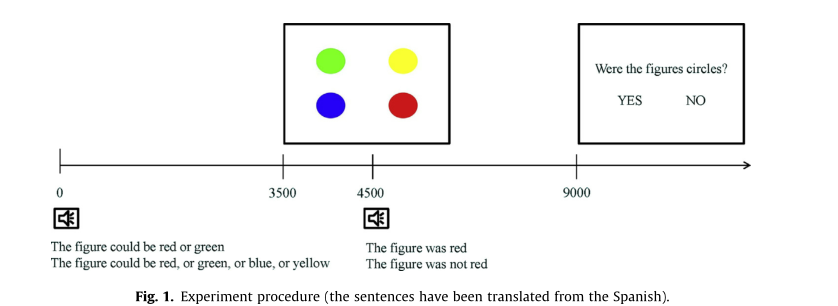 Were the figures circles?
YES NO
0 3500 4500 9000
The figure could be red or green
The figure could be red, or green, or blue, or yellow
The figure was red
The figure was not red
Fig. 1. Experiment procedure (the sentences have been translated from the Spanish).